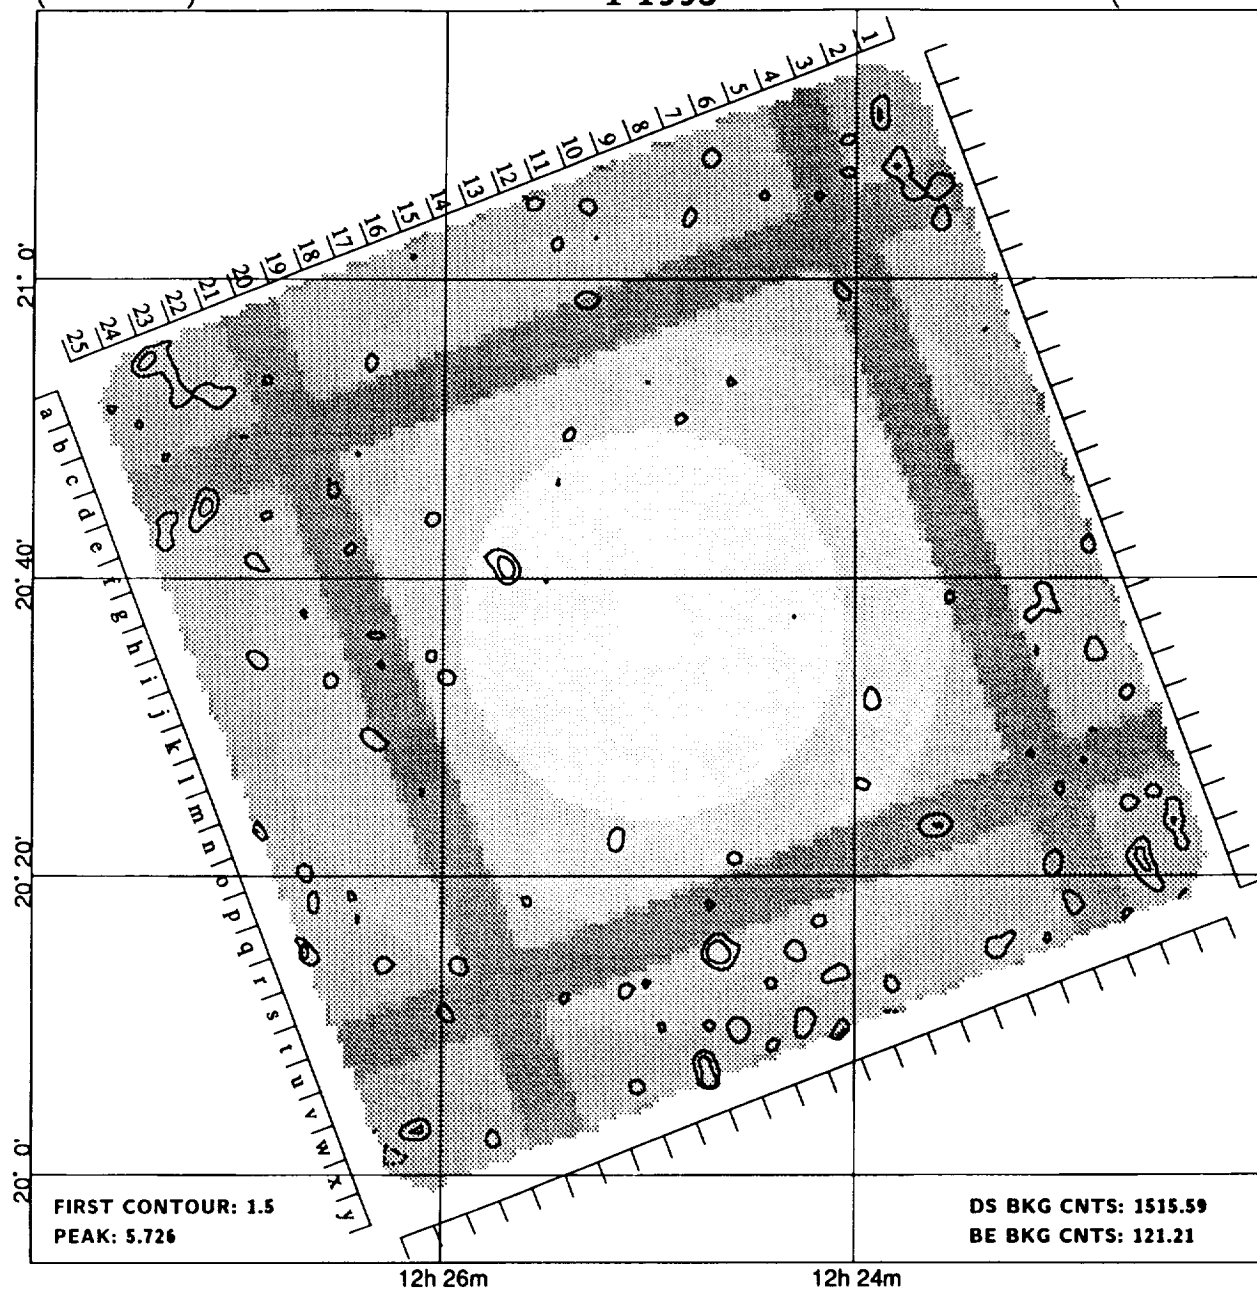 1 2 3 4 5 6 7 8 9 10 11 12 13 14 15 16 17 18 19 20 21 22 23 24 25
a b c d e f g h i j k l m n o p q r s t u v w x y
21° 0'
20° 40'
20° 20'
20° 0'
FIRST CONTOUR: 1.5
PEAK: 5.726
DS BKG CNTS: 1515.59
BE BKG CNTS: 121.21
12h 26m
12h 24m